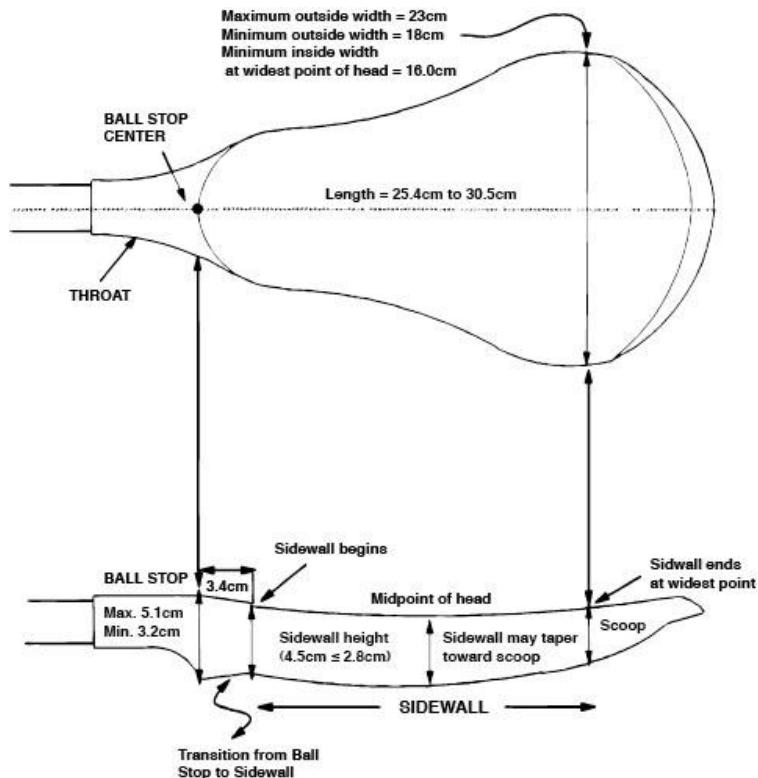 Maximum outside width = 23cm
Minimum outside width = 18cm
Minimum inside width
at widest point of head = 16.0cm
BALL STOP
CENTER
Length = 25.4cm to 30.5cm
THROAT
Sidewall begins
Sidwall ends
at widest point
BALL STOP
3.4cm
Midpoint of head
Max. 5.1cm
Min. 3.2cm
Sidewall height
(4.5cm ≤ 2.8cm)
Sidewall may taper
toward scoop
Scoop
SIDEWALL
Transition from Ball
Stop to Sidewall